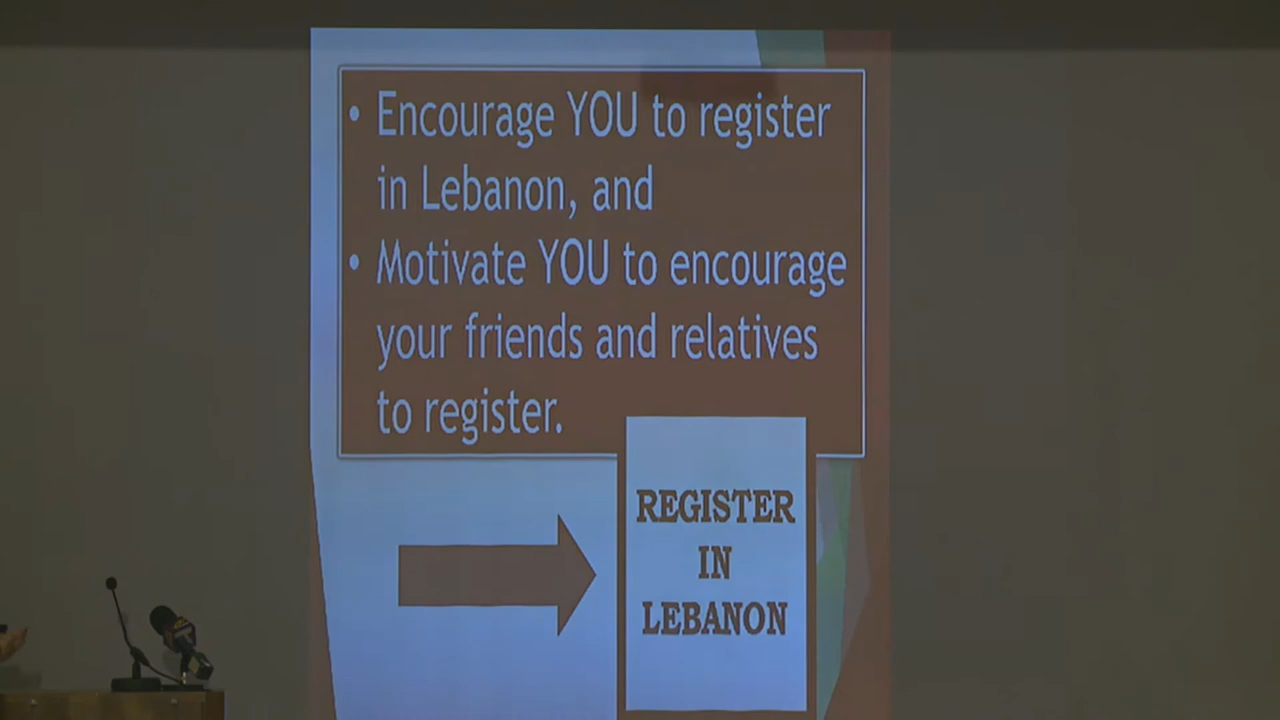 • Encourage YOU to register
in Lebanon, and
• Motivate YOU to encourage
your friends and relatives
to register.
REGISTER
IN
LEBANON